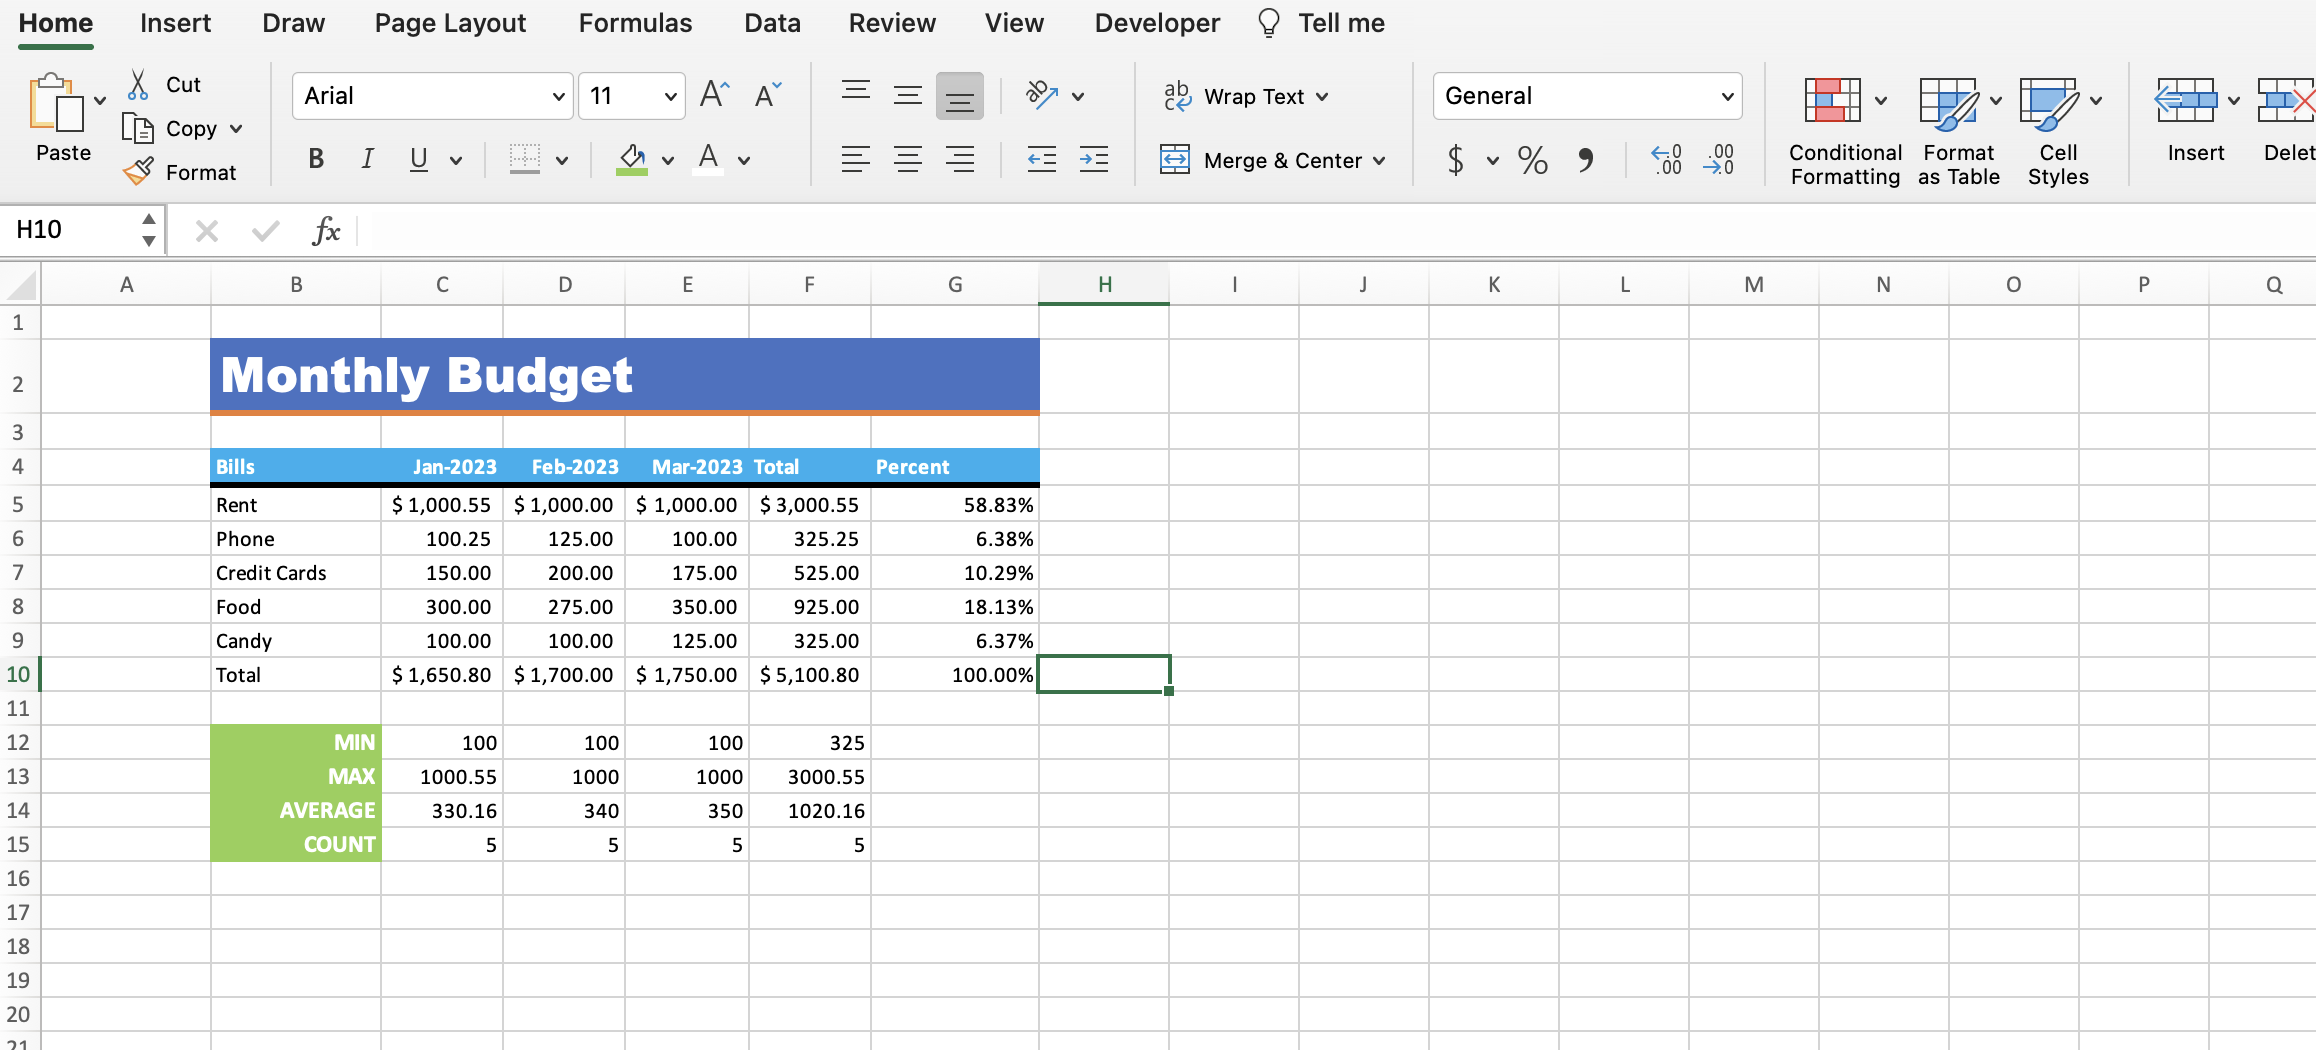 Home Insert Draw Page Layout Formulas Data Review View Developer Tell me
Paste
Cut
Copy
Format
Arial 11 A A
B I U A
ab
c
Wrap Text
Merge & Center
General
$ % , .0 .00 .00 .0
Conditional Formatting
Format as Table
Cell Styles
Insert
Delet
H10 fx
A B C D E F G H I J K L M N O P Q
1
2 Monthly Budget
3
4 Bills Jan-2023 Feb-2023 Mar-2023 Total Percent
5 Rent $ 1,000.55 $ 1,000.00 $ 1,000.00 $ 3,000.55 58.83%
6 Phone 100.25 125.00 100.00 325.25 6.38%
7 Credit Cards 150.00 200.00 175.00 525.00 10.29%
8 Food 300.00 275.00 350.00 925.00 18.13%
9 Candy 100.00 100.00 125.00 325.00 6.37%
10 Total $ 1,650.80 $ 1,700.00 $ 1,750.00 $ 5,100.80 100.00%
11
12 MIN 100 100 100 325
13 MAX 1000.55 1000 1000 3000.55
14 AVERAGE 330.16 340 350 1020.16
15 COUNT 5 5 5 5
16
17
18
19
20
21